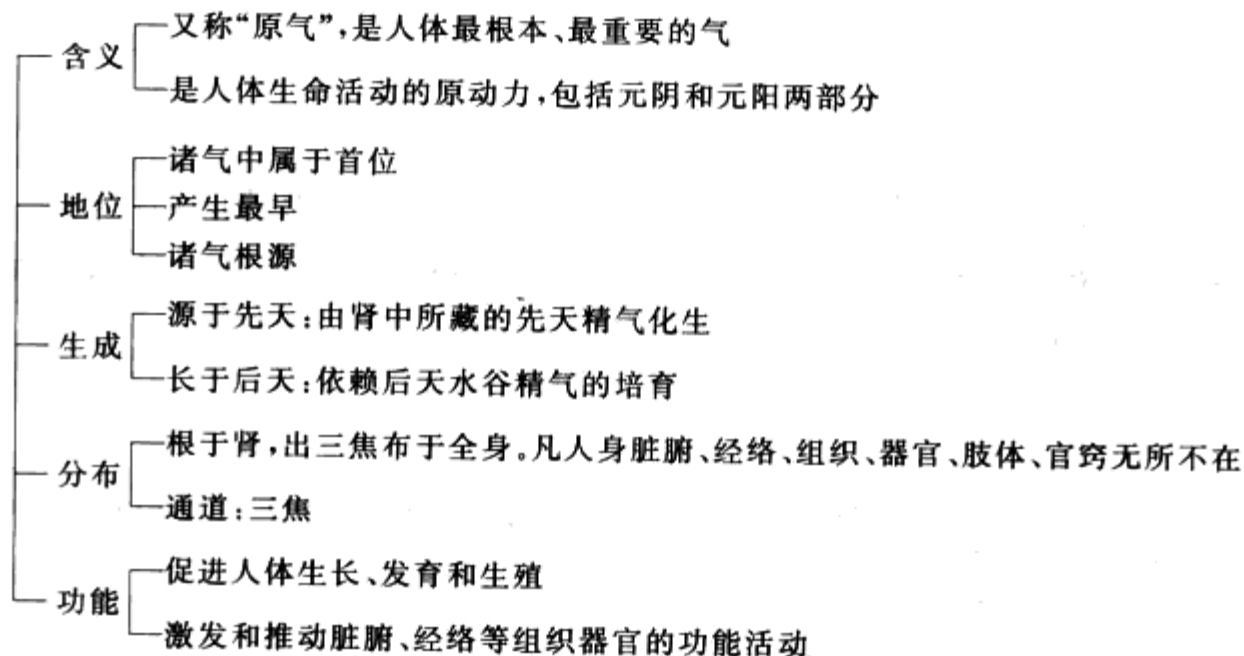 含义
又称“原气”,是人体最根本、最重要的气
是人体生命活动的原动力,包括元阴和元阳两部分
地位
诸气中属于首位
产生最早
诸气根源
生成
源于先天:由肾中所藏的先天精气化生
长于后天:依赖后天水谷精气的培育
分布
根于肾,出三焦布于全身。凡人身脏腑、经络、组织、器官、肢体、官窍无所不在
通道:三焦
功能
促进人体生长、发育和生殖
激发和推动脏腑、经络等组织器官的功能活动